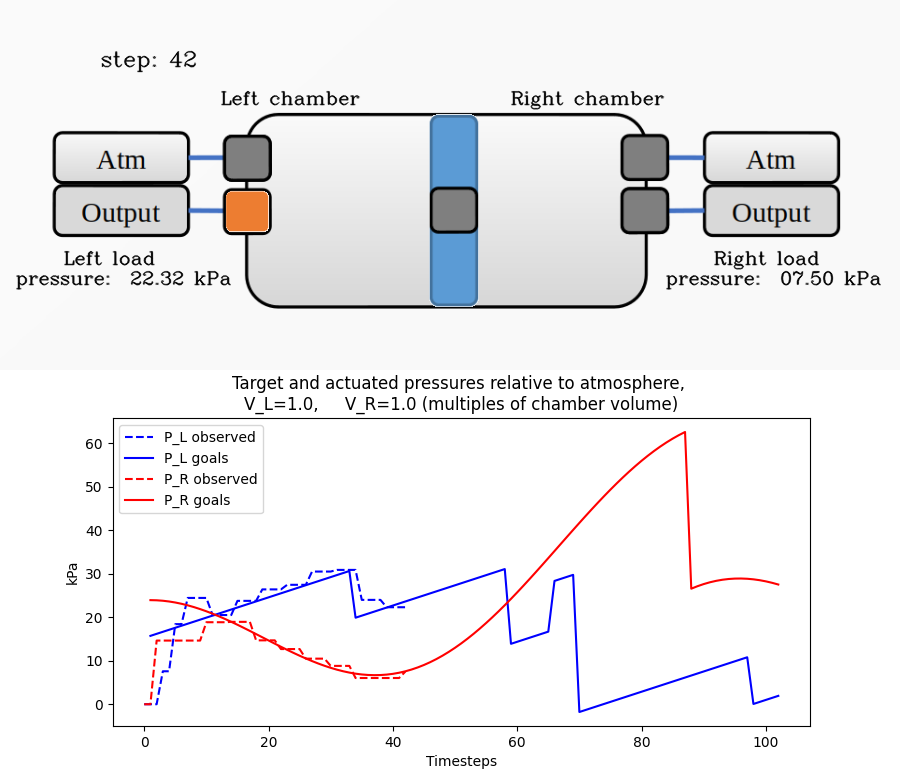 step: 42
Left chamber
Right chamber
Atm
Atm
Output
Output
Left load
pressure: 22.32 kPa
Right load
pressure: 07.50 kPa
Target and actuated pressures relative to atmosphere,
V_L=1.0, V_R=1.0 (multiples of chamber volume)
P_L observed
P_L goals
P_R observed
P_R goals
60
50
40
30
20
10
0
kPa
0 20 40 60 80 100
Timesteps